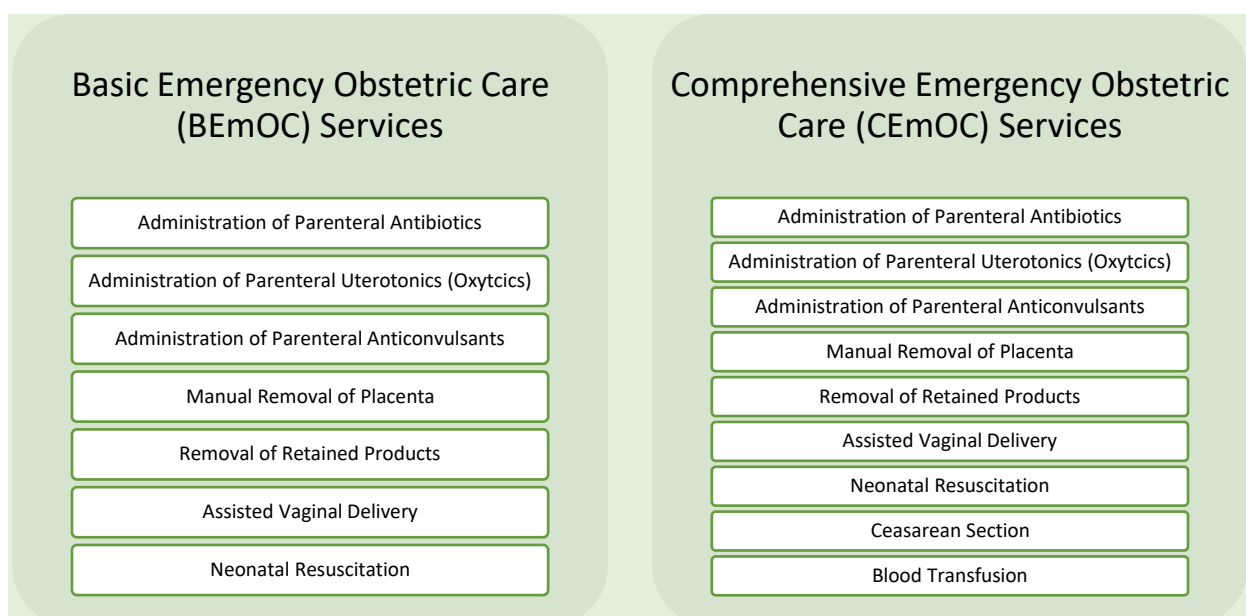 Basic Emergency Obstetric Care
(BEmOC) Services
Administration of Parenteral Antibiotics
Administration of Parenteral Uterotonics (Oxytcics)
Administration of Parenteral Anticonvulsants
Manual Removal of Placenta
Removal of Retained Products
Assisted Vaginal Delivery
Neonatal Resuscitation
Comprehensive Emergency Obstetric
Care (CEmOC) Services
Administration of Parenteral Antibiotics
Administration of Parenteral Uterotonics (Oxytcics)
Administration of Parenteral Anticonvulsants
Manual Removal of Placenta
Removal of Retained Products
Assisted Vaginal Delivery
Neonatal Resuscitation
Ceasarean Section
Blood Transfusion